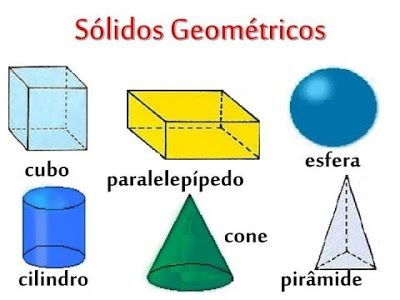 Sólidos Geométricos
cubo
paralelepípedo
esfera
cilindro
cone
pirâmide